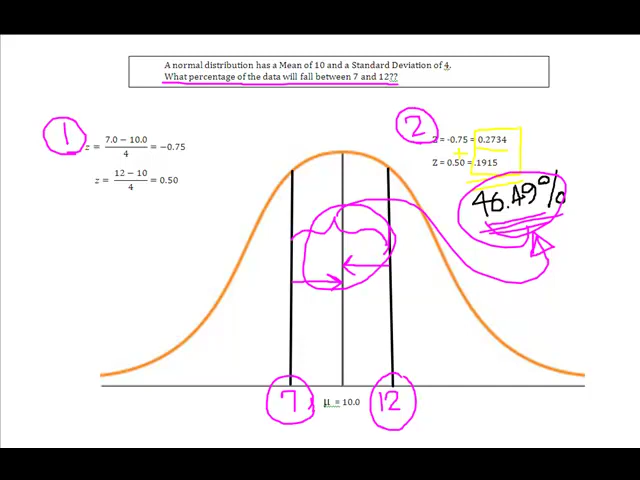 A normal distribution has a Mean of 10 and a Standard Deviation of 4.
What percentage of the data will fall between 7 and 12??
1
z = 7.0 − 10.0 / 4 = −0.75
z = 12 − 10 / 4 = 0.50
2
Z = -0.75 = 0.2734
+
Z = 0.50 = .1915
46.49%
7
μ = 10.0
12